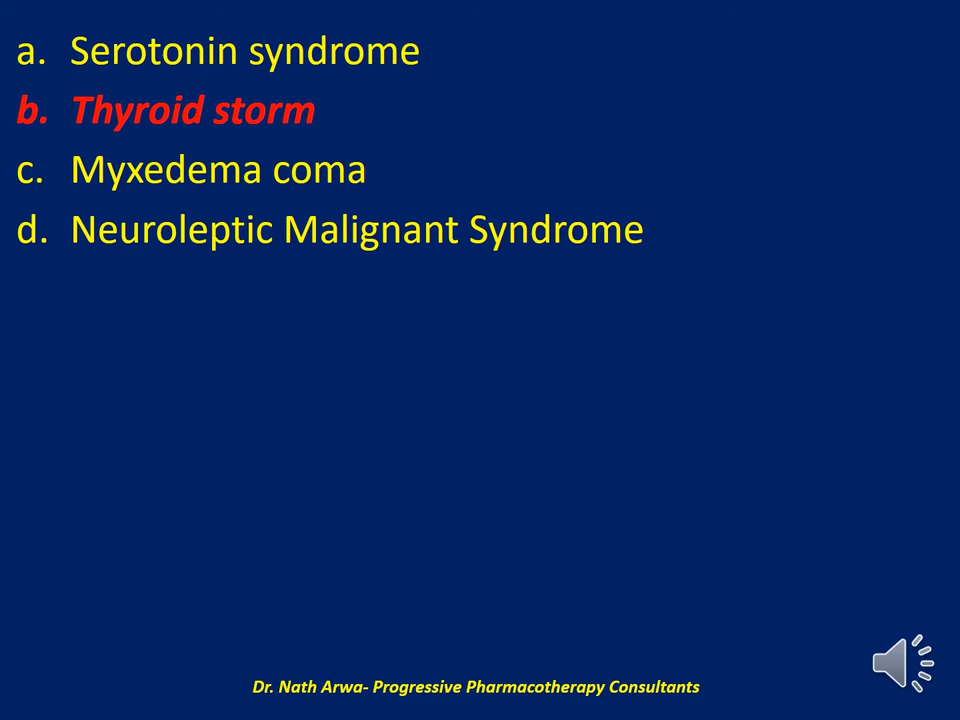 a. Serotonin syndrome
b. Thyroid storm
c. Myxedema coma
d. Neuroleptic Malignant Syndrome
Dr. Nath Arwa- Progressive Pharmacotherapy Consultants